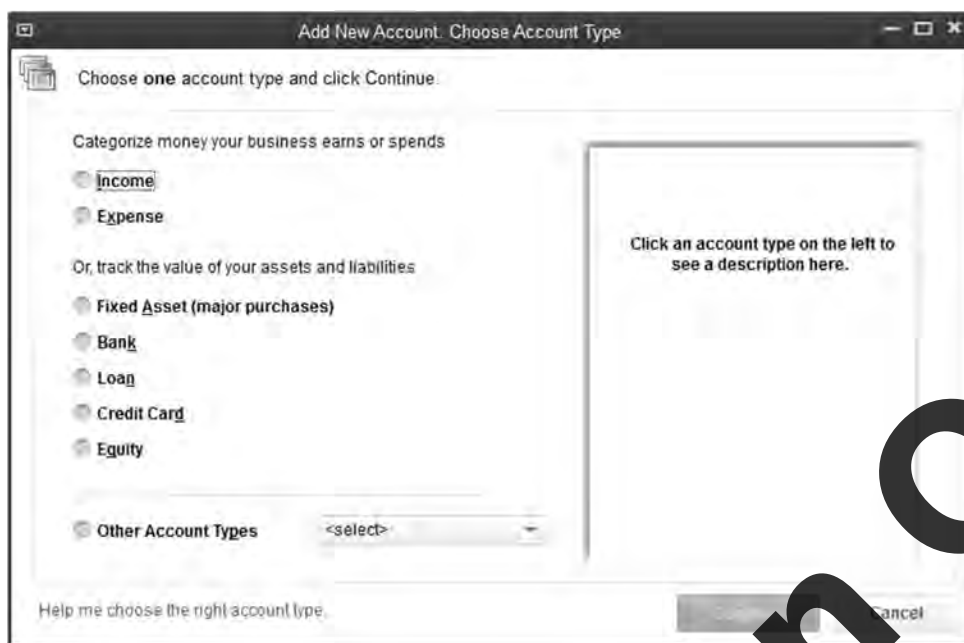 Add New Account: Choose Account Type
Choose one account type and click Continue.
Categorize money your business earns or spends
Income
Expense
Or, track the value of your assets and liabilities
Fixed Asset (major purchases)
Bank
Loan
Credit Card
Equity
Other Account Types <select>
Click an account type on the left to
see a description here.
Help me choose the right account type.
Cancel